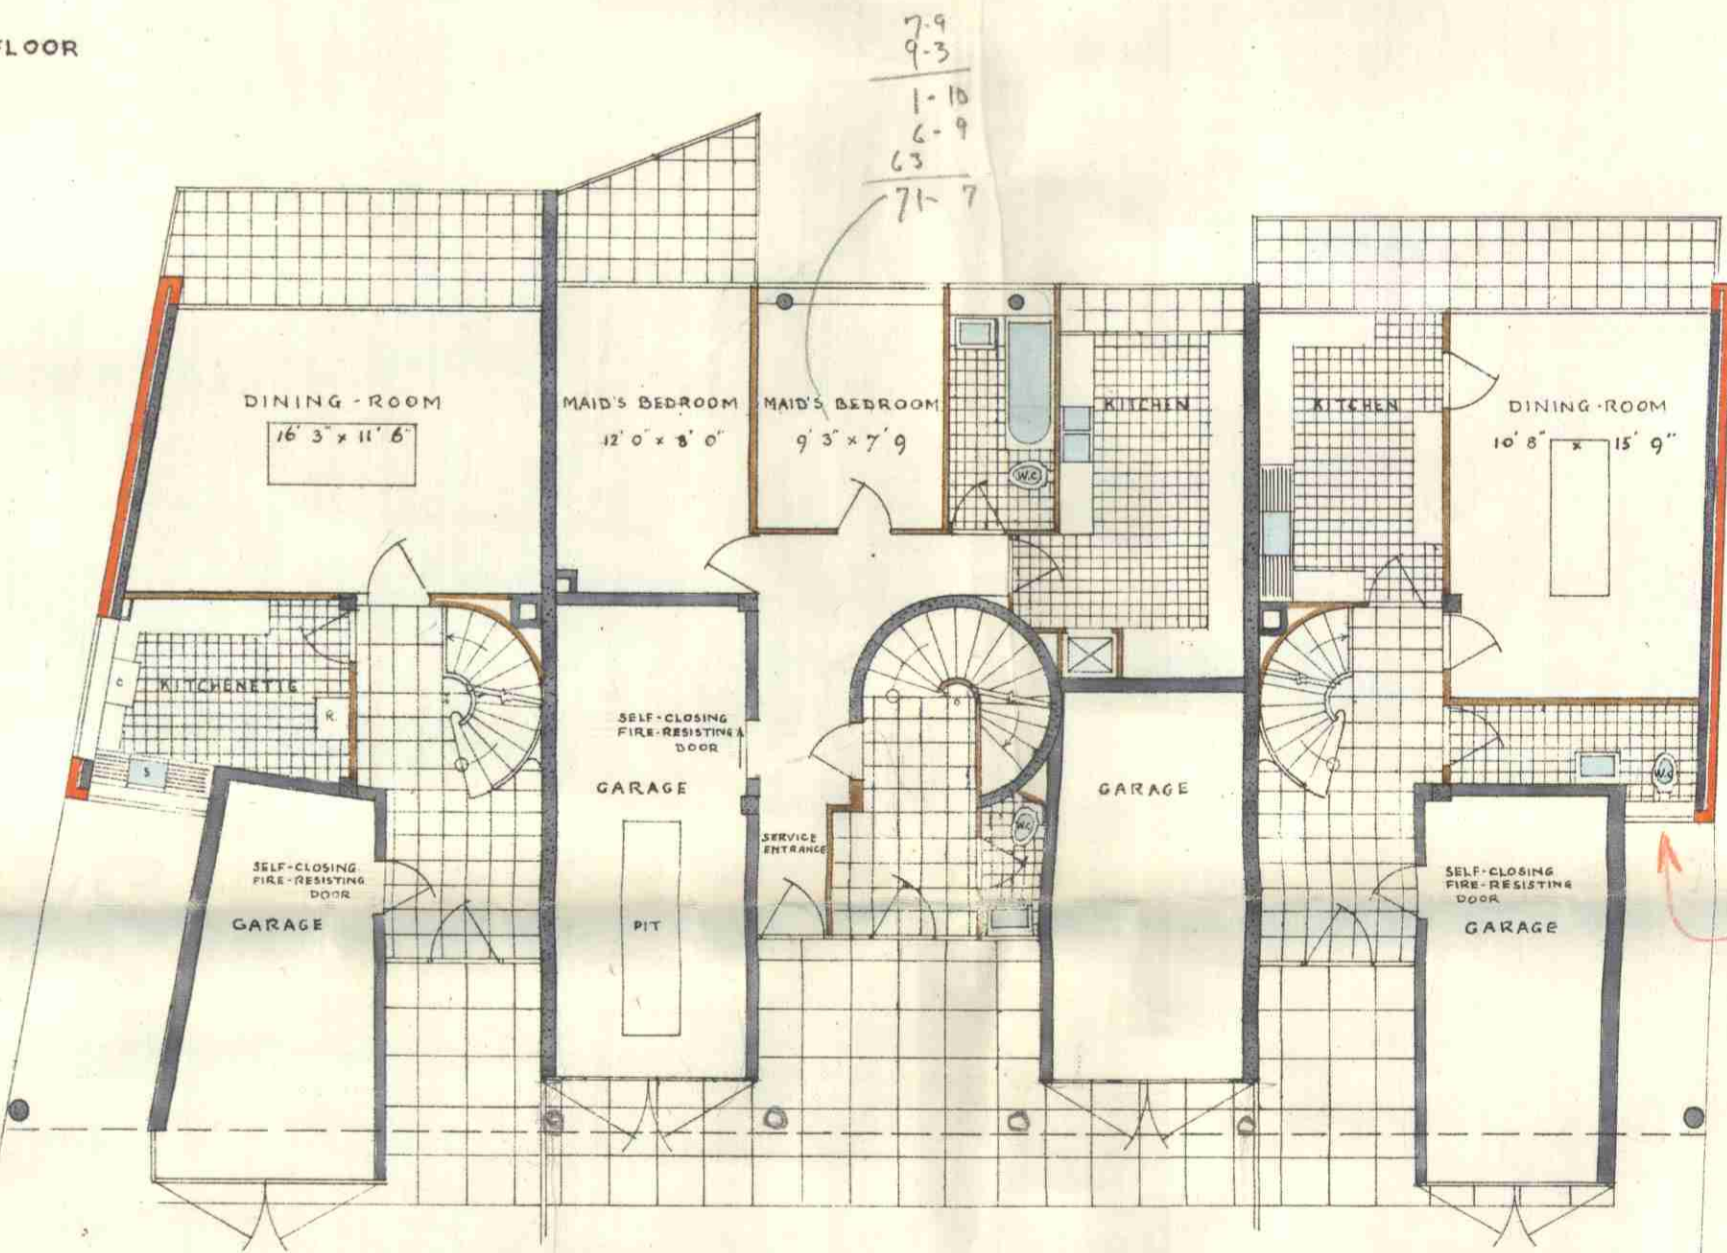 FLOOR
7-9
9-3
1-10
6-9
63
71-7
DINING-ROOM
16' 3" x 11' 6"
MAID'S BEDROOM
12' 0" x 8' 0"
MAID'S BEDROOM
9' 3" x 7' 9
W.C
KITCHEN
KITCHEN
DINING-ROOM
10' 8" x 15' 9"
C
KITCHENETTE
R.
S
SELF-CLOSING
FIRE-RESISTING
DOOR
GARAGE
PIT
SERVICE
ENTRANCE
W.C
GARAGE
W.C
SELF-CLOSING
FIRE-RESISTING
DOOR
GARAGE
SELF-CLOSING
FIRE-RESISTING
DOOR
GARAGE